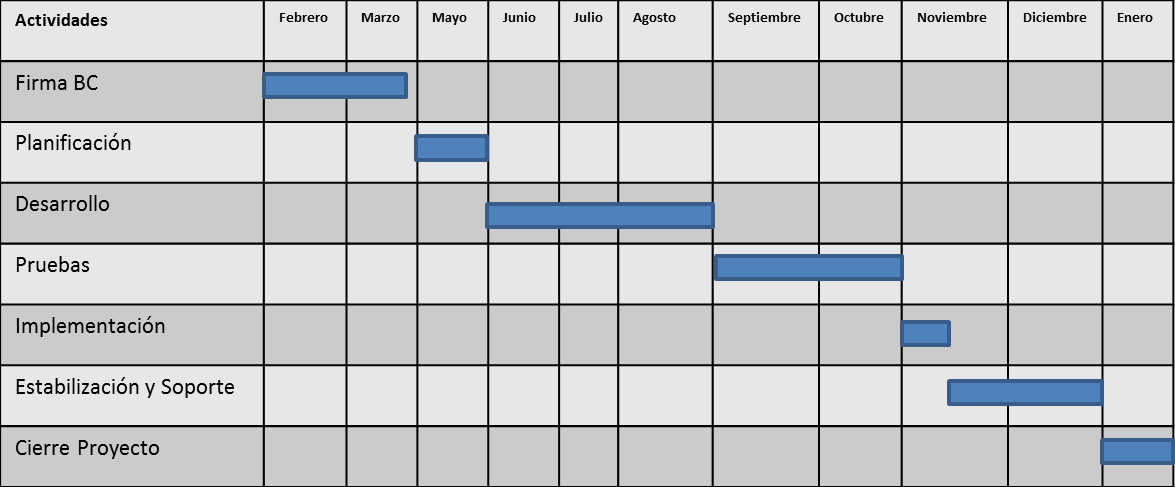 Actividades Febrero Marzo Mayo Junio Julio Agosto Septiembre Octubre Noviembre Diciembre Enero
Firma BC
Planificación
Desarrollo
Pruebas
Implementación
Estabilización y Soporte
Cierre Proyecto